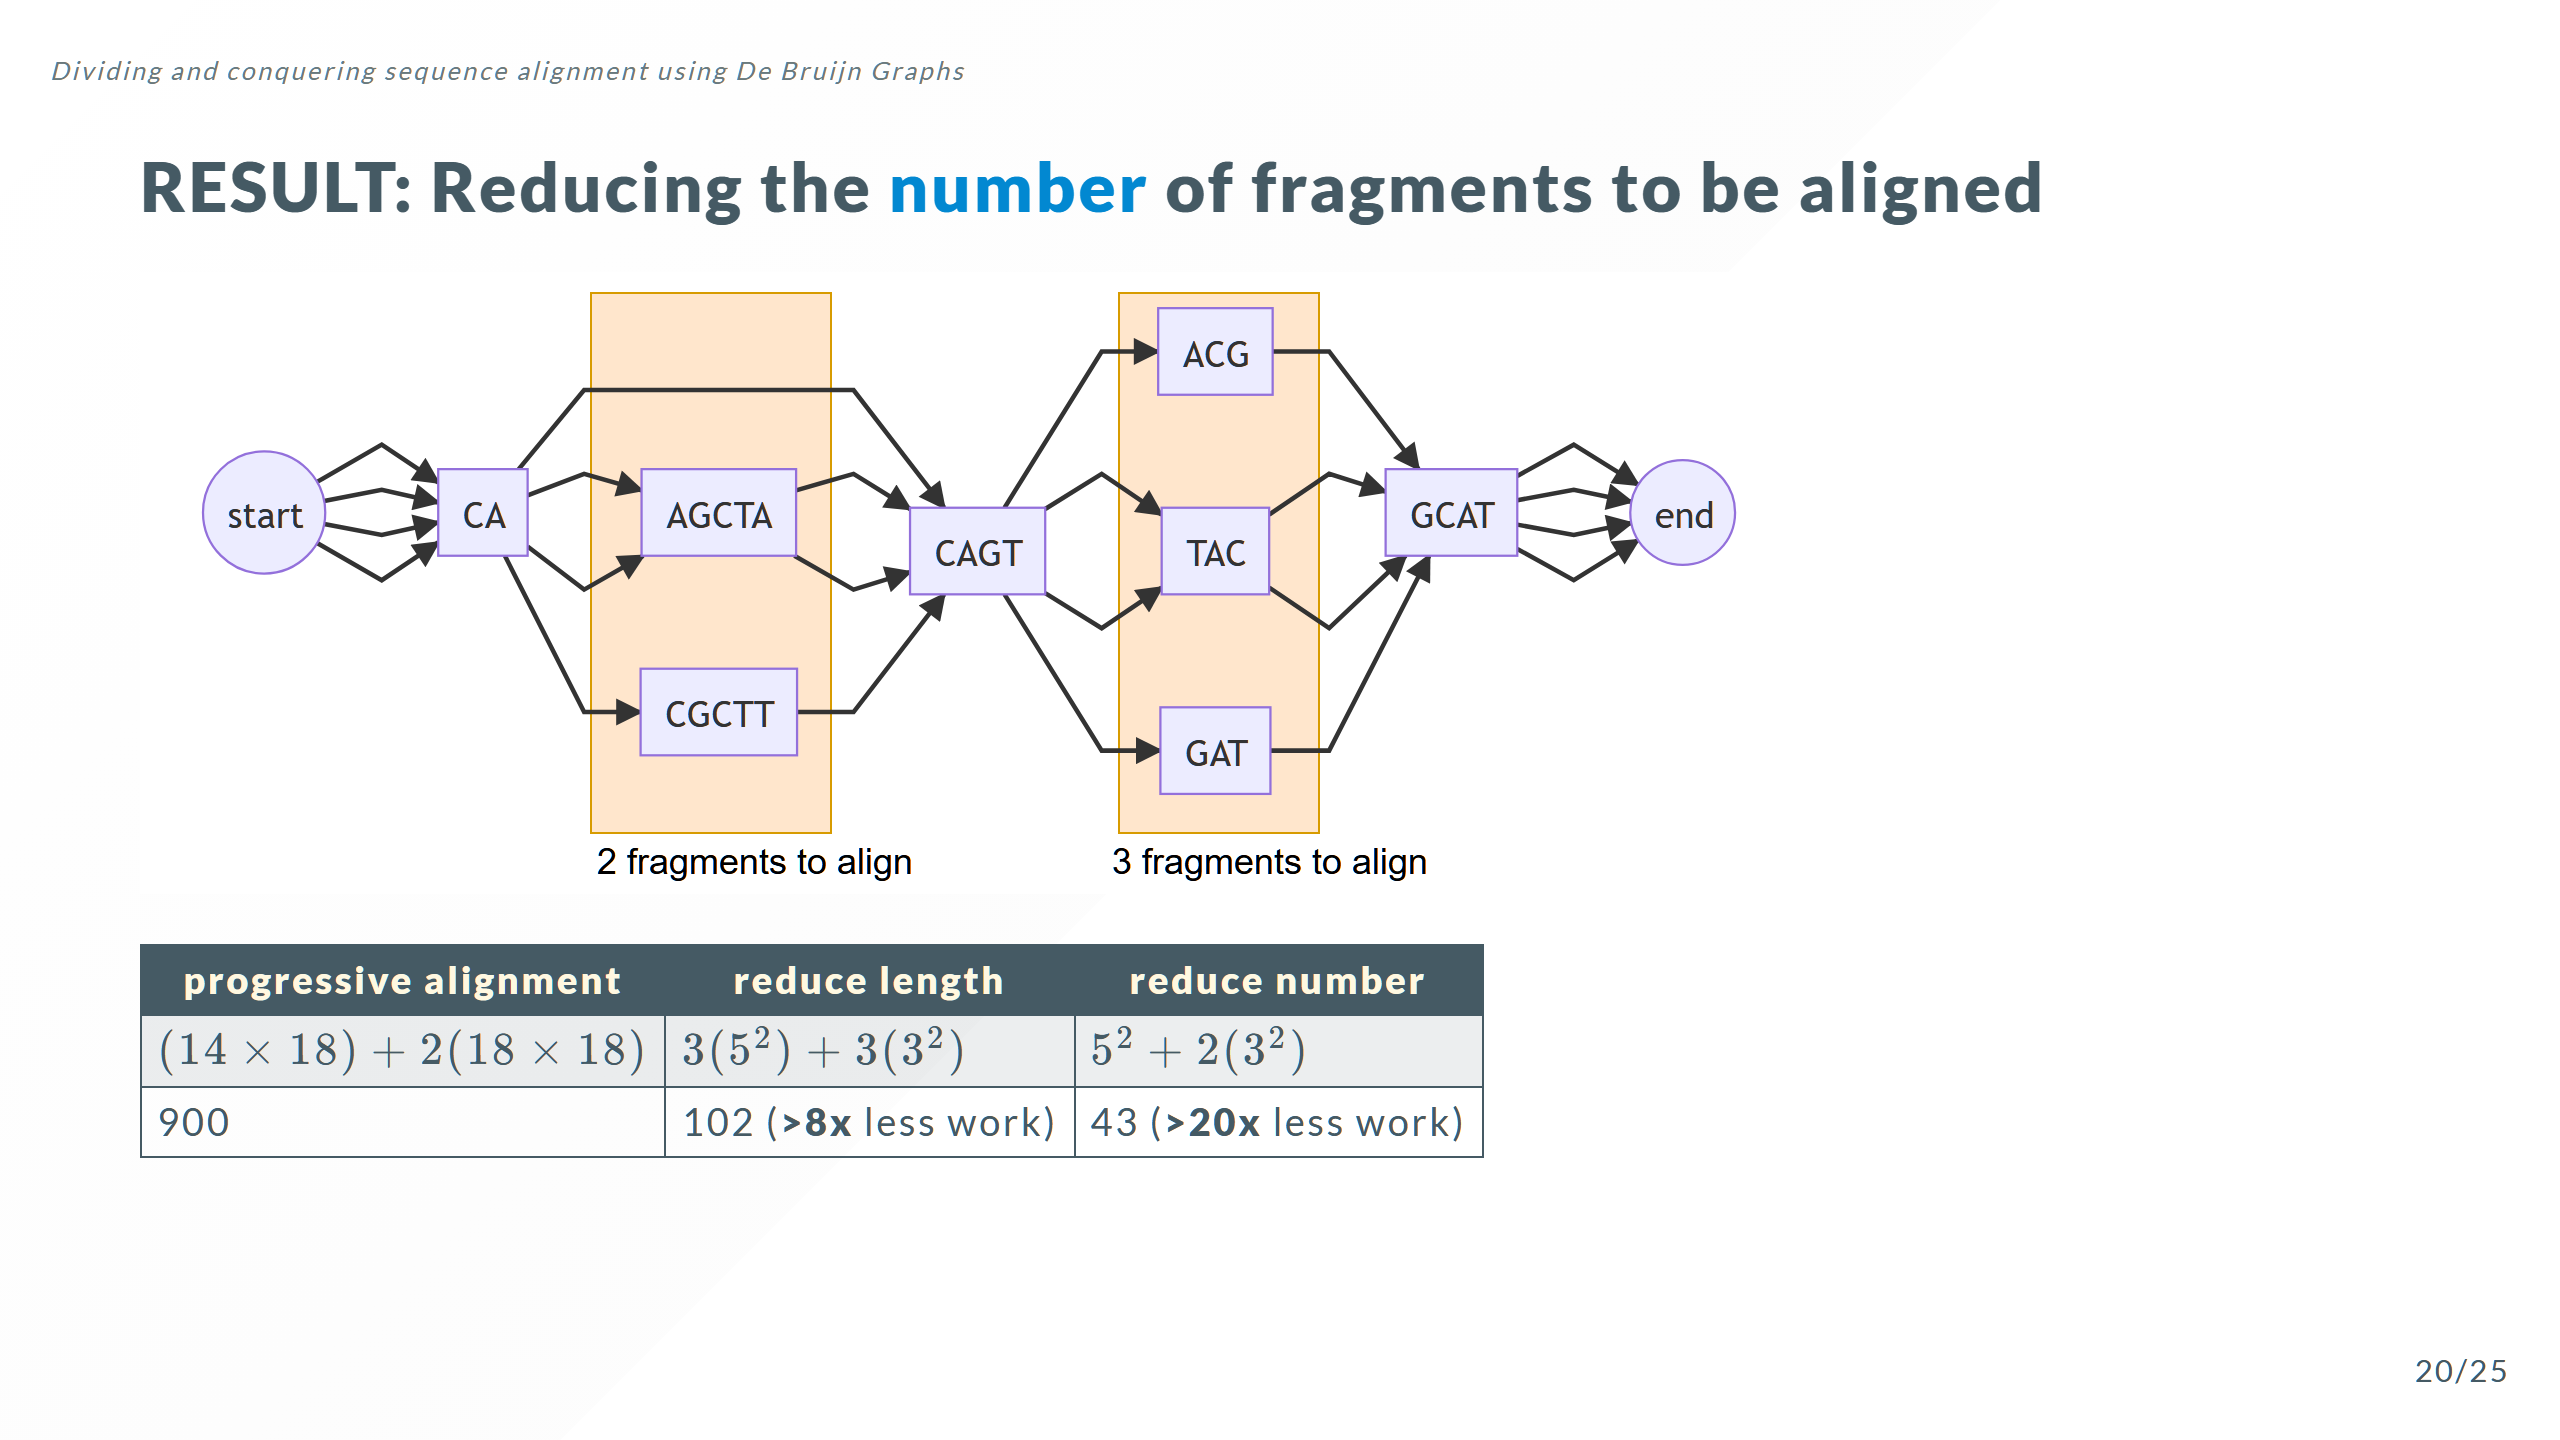 Dividing and conquering sequence alignment using De Bruijn Graphs
RESULT: Reducing the number of fragments to be aligned
start
CA
AGCTA
CGCTT
CAGT
ACG
TAC
GAT
GCAT
end
2 fragments to align
3 fragments to align
progressive alignment reduce length reduce number
(14 × 18) + 2(18 × 18) 3(5²) + 3(3²) 5² + 2(3²)
900 102 (>8x less work) 43 (>20x less work)
20/25